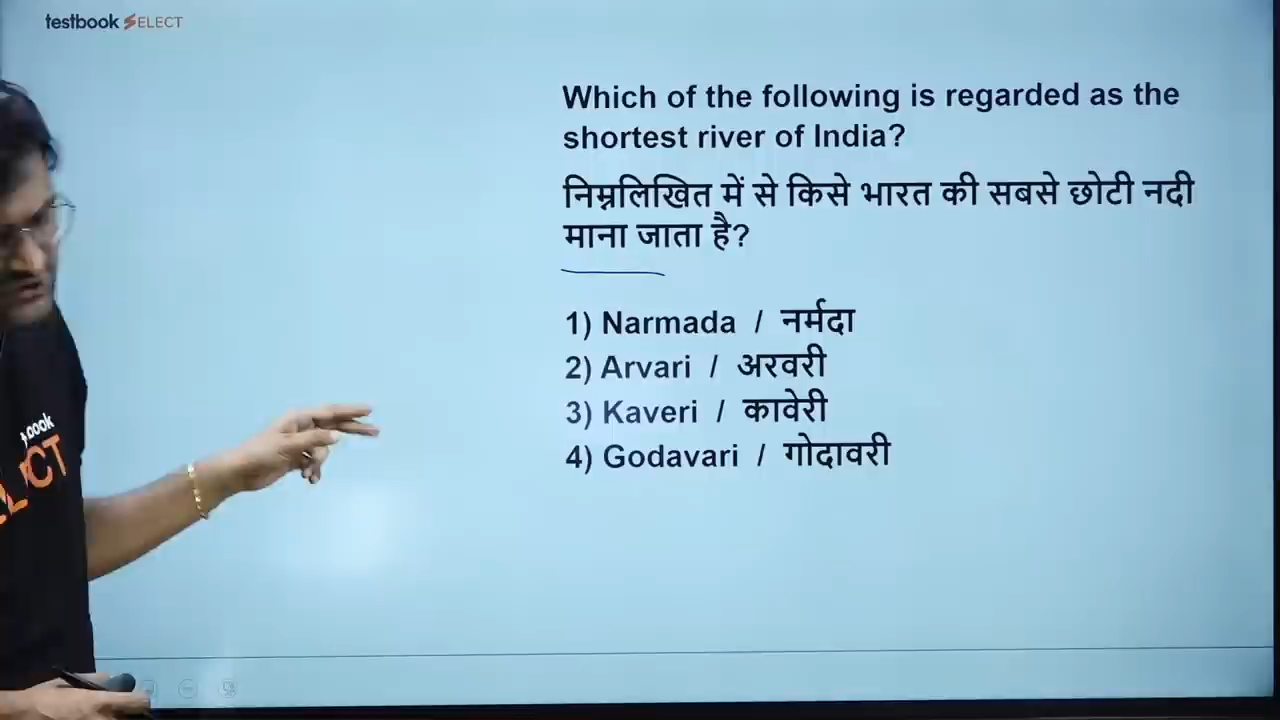 testbook SELECT
Which of the following is regarded as the
shortest river of India?
निम्नलिखित में से किसे भारत की सबसे छोटी नदी
माना जाता है?
1) Narmada / नर्मदा
2) Arvari / अरवरी
3) Kaveri / कावेरी
4) Godavari / गोदावरी